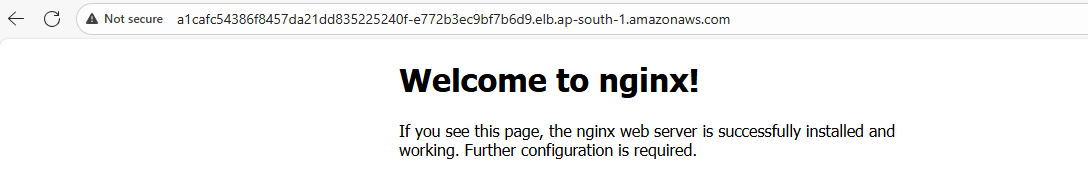 Not secure a1cafc54386f8457da21dd835225240f-e772b3ec9bf7b6d9.elb.ap-south-1.amazonaws.com
Welcome to nginx!
If you see this page, the nginx web server is successfully installed and
working. Further configuration is required.